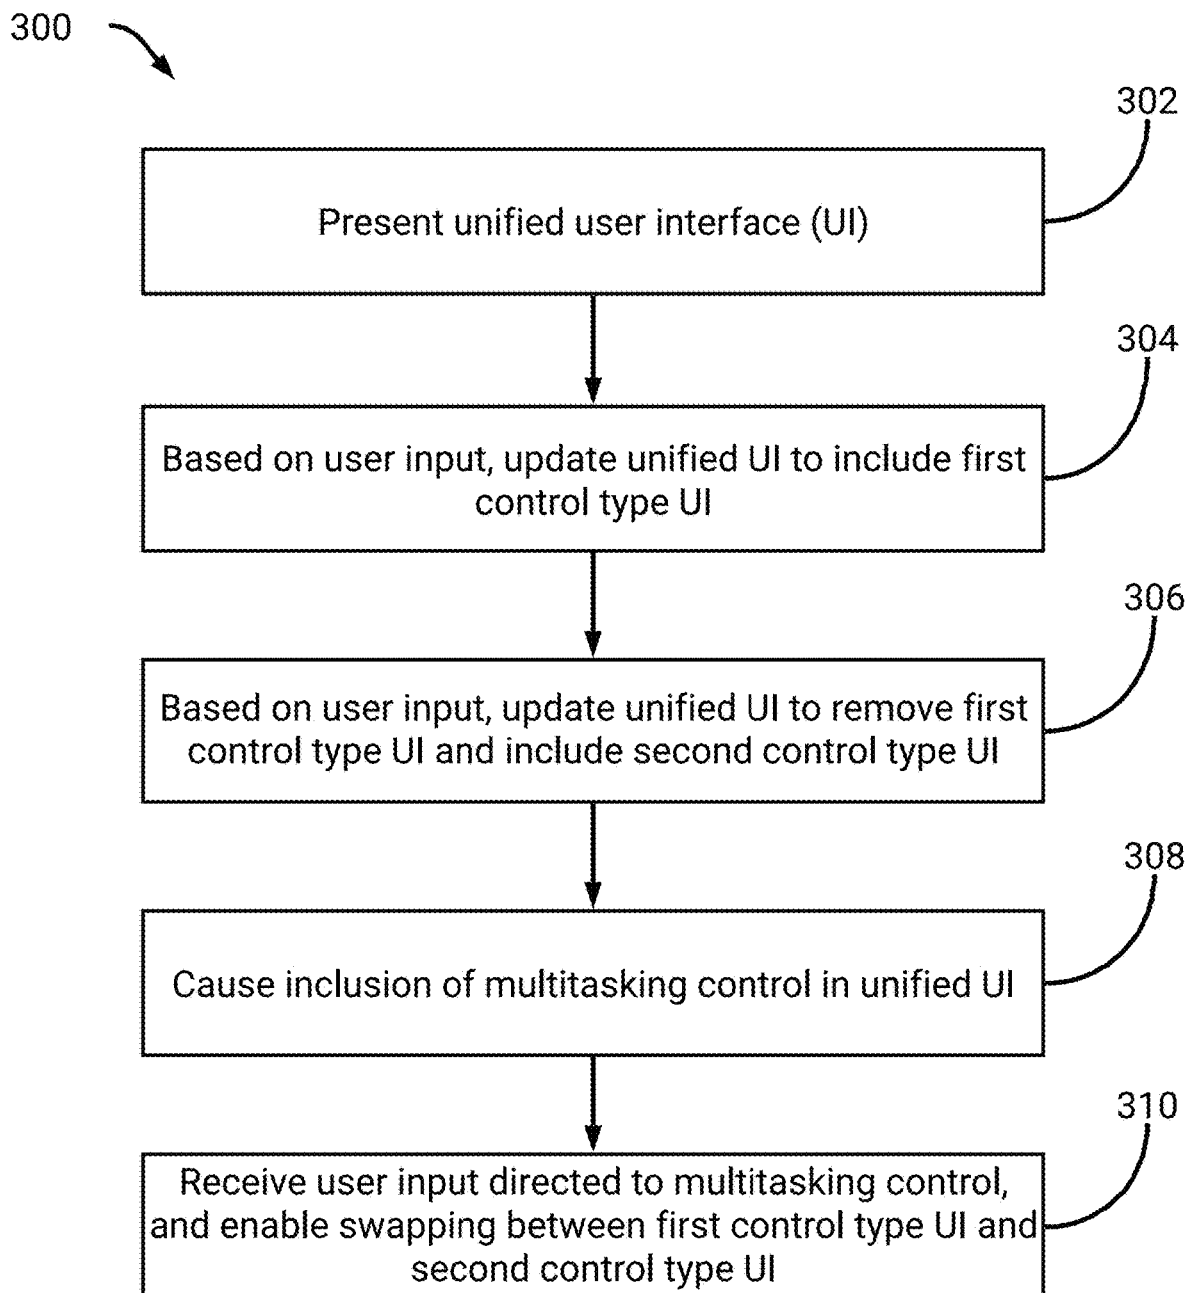 300
302
Present unified user interface (UI)
304
Based on user input, update unified UI to include first
control type UI
306
Based on user input, update unified UI to remove first
control type UI and include second control type UI
308
Cause inclusion of multitasking control in unified UI
310
Receive user input directed to multitasking control,
and enable swapping between first control type UI and
second control type UI